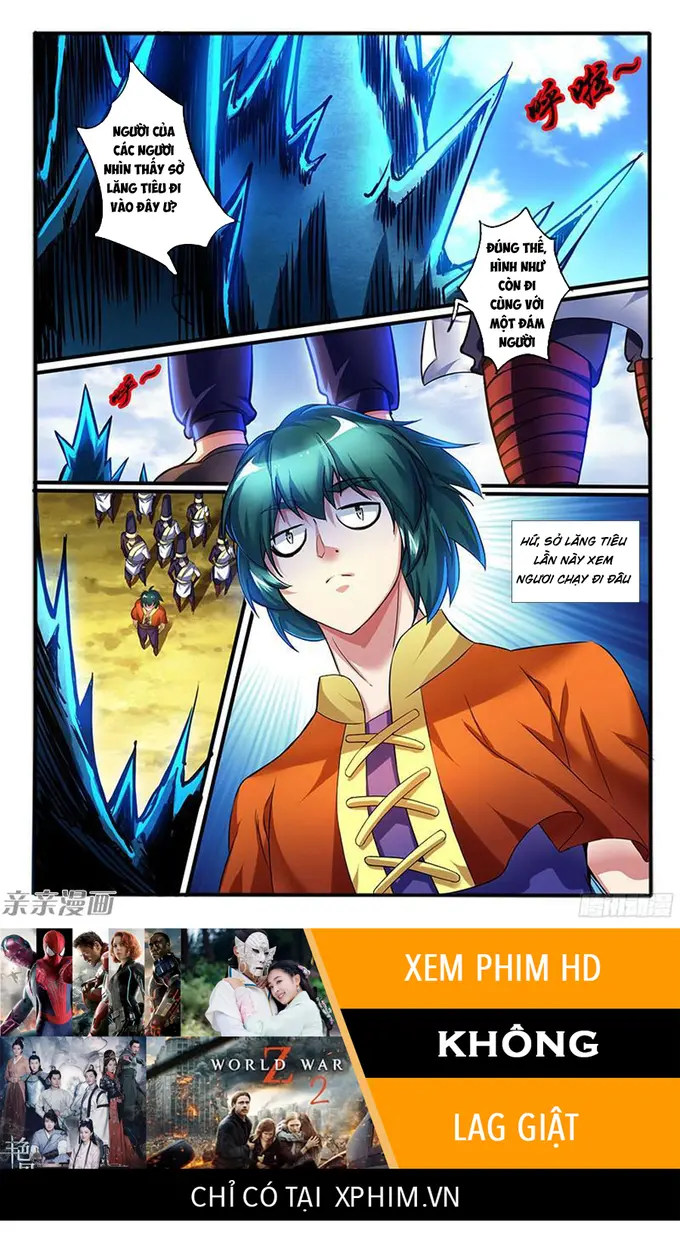 呼啦~
NGƯỜI CỦA
CÁC NGƯƠI
NHÌN THẤY SỞ
LĂNG TIÊU ĐI
VÀO ĐÂY Ư?
ĐÚNG THẾ,
HÌNH NHƯ
CÒN ĐI
CÙNG VỚI
MỘT ĐÁM
NGƯỜI
呼~
HỪ, SỞ LĂNG TIÊU
LẦN NÀY XEM
NGƯƠI CHẠY ĐI ĐÂU
亲亲漫画
XEM PHIM HD
KHÔNG
WORLD WAR
Z
2
LAG GIẬT
CHỈ CÓ TẠI XPHIM.VN